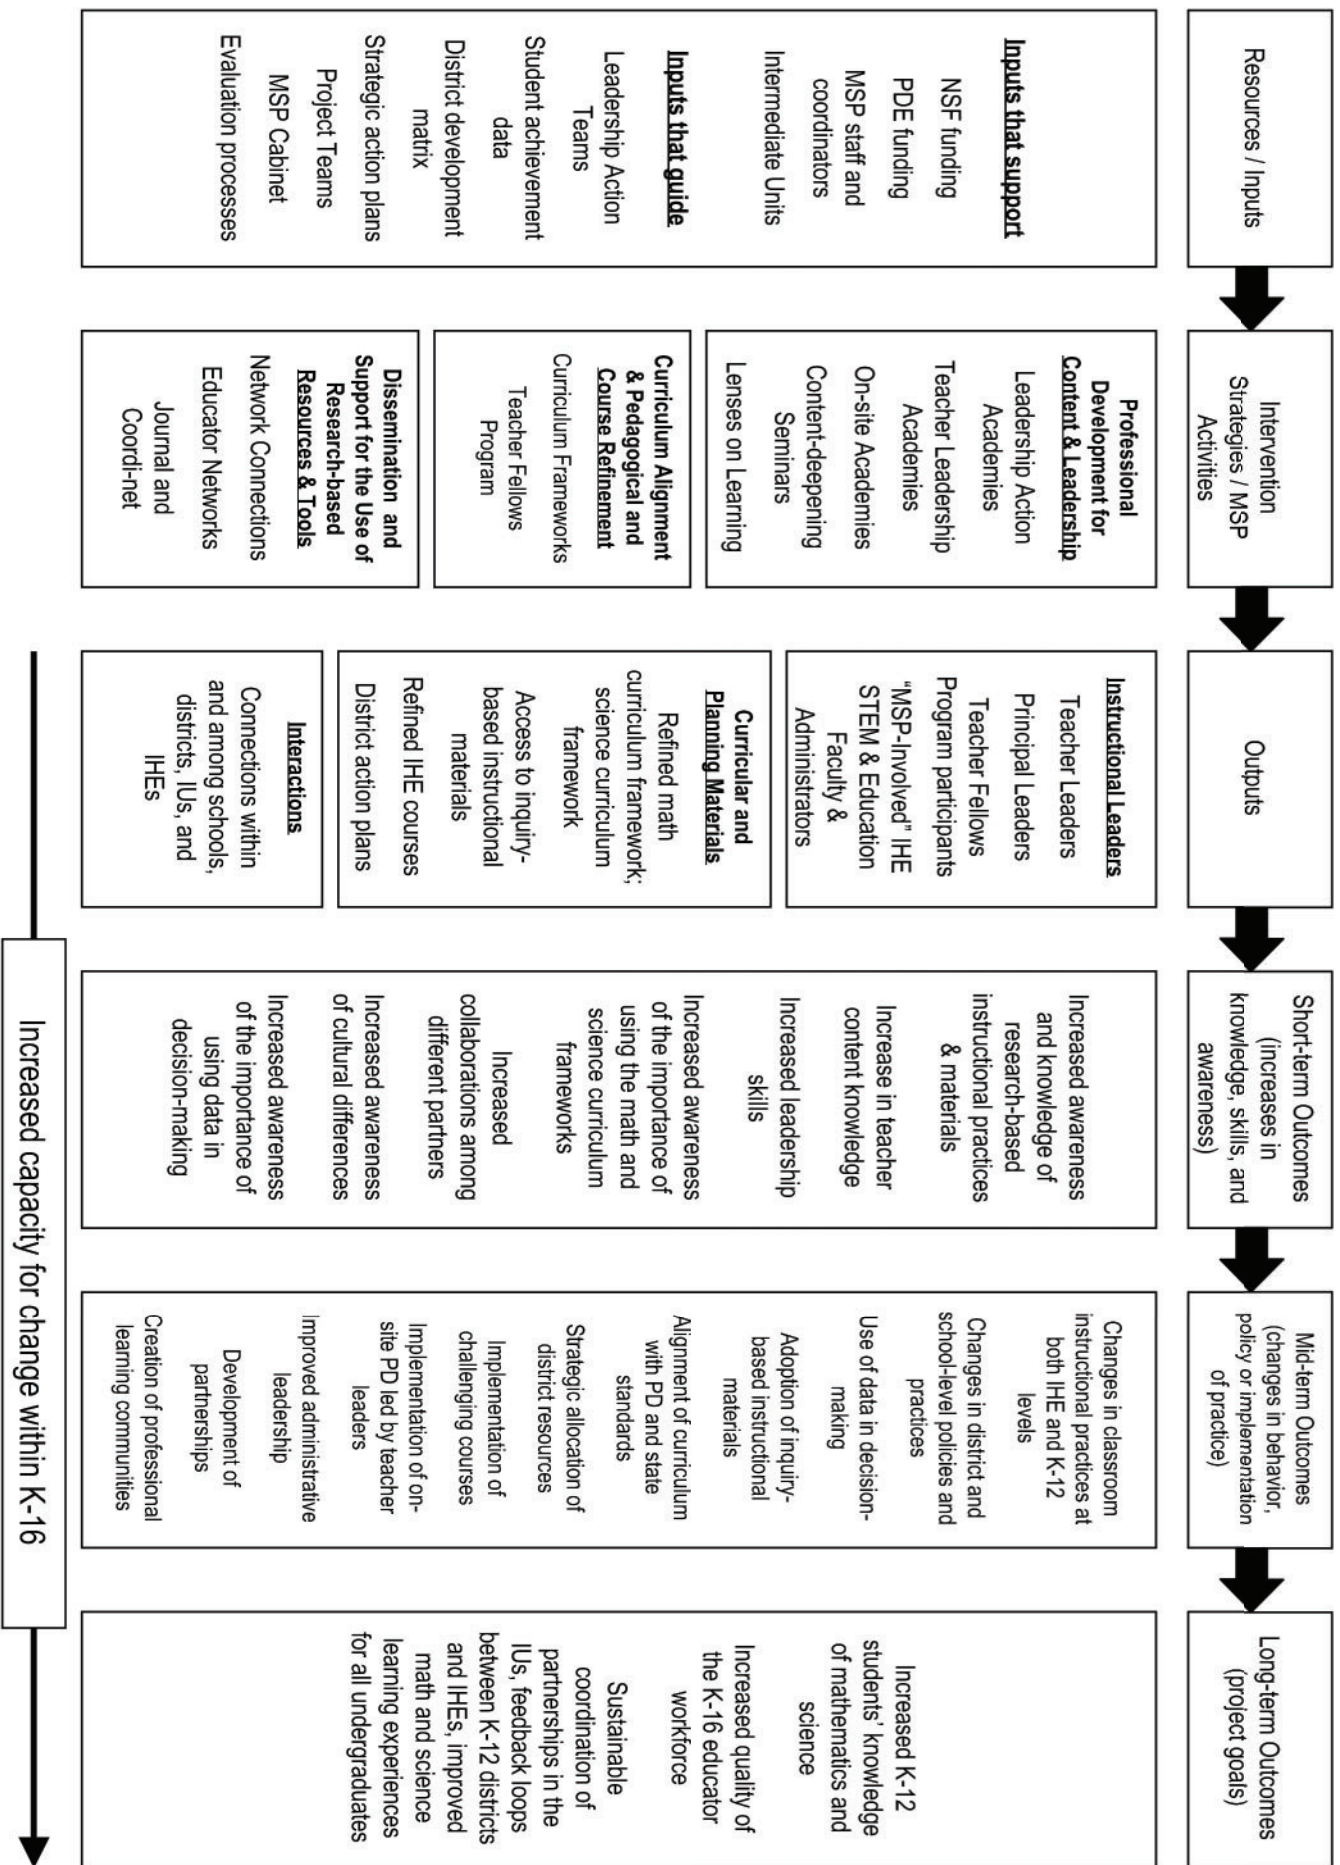 Resources / Inputs
Inputs that support
NSF funding
PDE funding
MSP staff and
coordinators
Intermediate Units
Inputs that guide
Leadership Action
Teams
Student achievement
data
District development
matrix
Strategic action plans
Project Teams
MSP Cabinet
Evaluation processes
Intervention
Strategies / MSP
Activities
Professional
Development for
Content & Leadership
Leadership Action
Academies
Teacher Leadership
Academies
On-site Academies
Content-deepening
Seminars
Lenses on Learning
Curriculum Alignment
& Pedagogical and
Course Refinement
Curriculum Frameworks
Teacher Fellows
Program
Dissemination and
Support for the Use of
Research-based
Resources & Tools
Network Connections
Educator Networks
Journal and
Coordi-net
Outputs
Instructional Leaders
Teacher Leaders
Principal Leaders
Teacher Fellows
Program participants
“MSP-Involved” IHE
STEM & Education
Faculty &
Administrators
Curricular and
Planning Materials
Refined math
curriculum framework;
science curriculum
framework
Access to inquiry-
based instructional
materials
Refined IHE courses
District action plans
Interactions
Connections within
and among schools,
districts, IUs, and
IHEs
Short-term Outcomes
(increases in
knowledge, skills, and
awareness)
Increased awareness
and knowledge of
research-based
instructional practices
& materials
Increase in teacher
content knowledge
Increased leadership
skills
Increased awareness
of the importance of
using the math and
science curriculum
frameworks
Increased
collaborations among
different partners
Increased awareness
of cultural differences
Increased awareness
of the importance of
using data in
decision-making
Mid-term Outcomes
(changes in behavior,
policy or implementation
of practice)
Changes in classroom
instructional practices at
both IHE and K-12
levels
Changes in district and
school-level policies and
practices
Use of data in decision-
making
Adoption of inquiry-
based instructional
materials
Alignment of curriculum
with PD and state
standards
Strategic allocation of
district resources
Implementation of
challenging courses
Implementation of on-
site PD led by teacher
leaders
Improved administrative
leadership
Development of
partnerships
Creation of professional
learning communities
Long-term Outcomes
(project goals)
Increased K-12
students’ knowledge
of mathematics and
science
Increased quality of
the K-16 educator
workforce
Sustainable
coordination of
partnerships in the
IUs, feedback loops
between K-12 districts
and IHEs, improved
math and science
learning experiences
for all undergraduates
Increased capacity for change within K-16